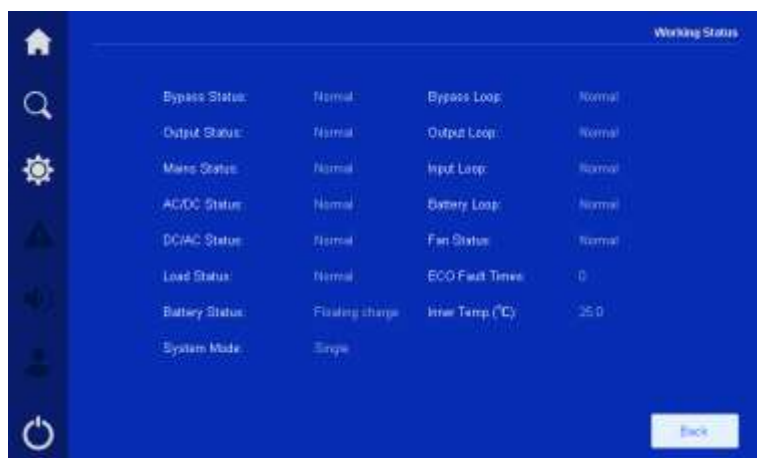 Working Status
Bypass Status: Normal Bypass Loop: Normal
Output Status: Normal Output Loop: Normal
Mains Status: Normal Input Loop: Normal
AC/DC Status: Normal Battery Loop: Normal
DC/AC Status: Normal Fan Status: Normal
Load Status: Normal ECO Fault Times: 0
Battery Status: Floating charge Inner Temp.(℃): 25.0
System Mode: Single
Back